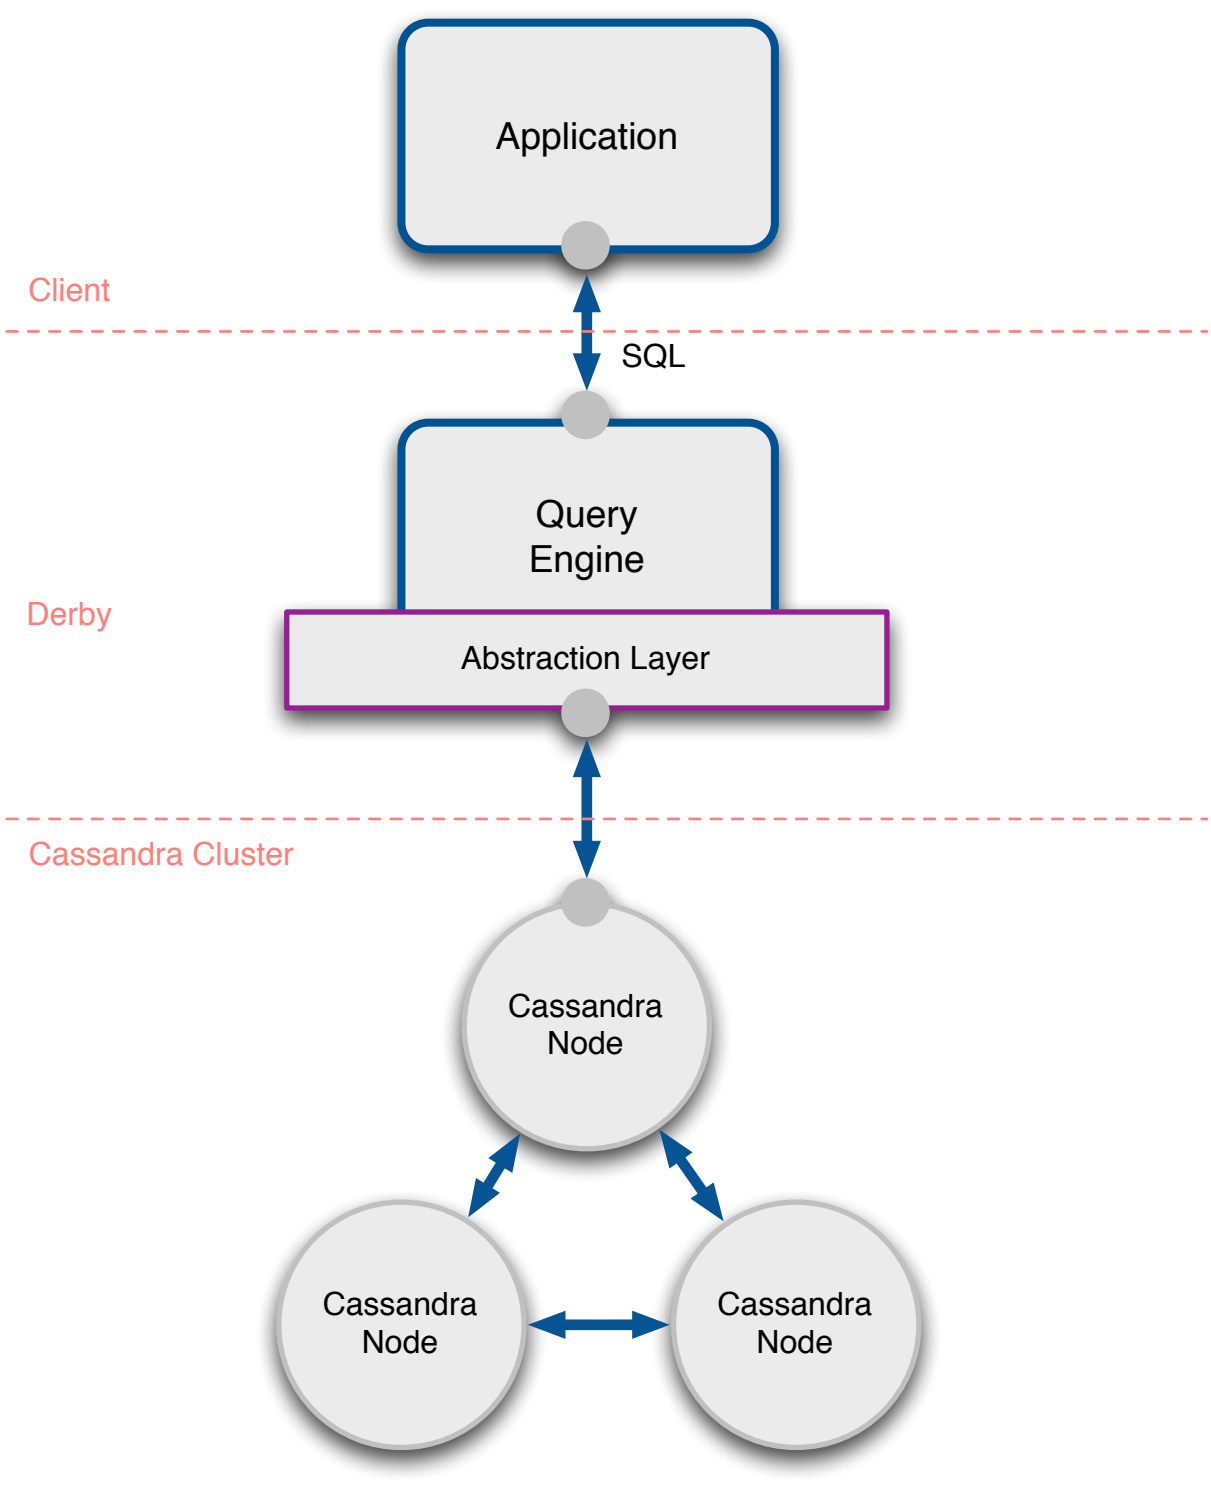 Application
Client
SQL
Query
Engine
Derby
Abstraction Layer
Cassandra Cluster
Cassandra
Node
Cassandra
Node
Cassandra
Node